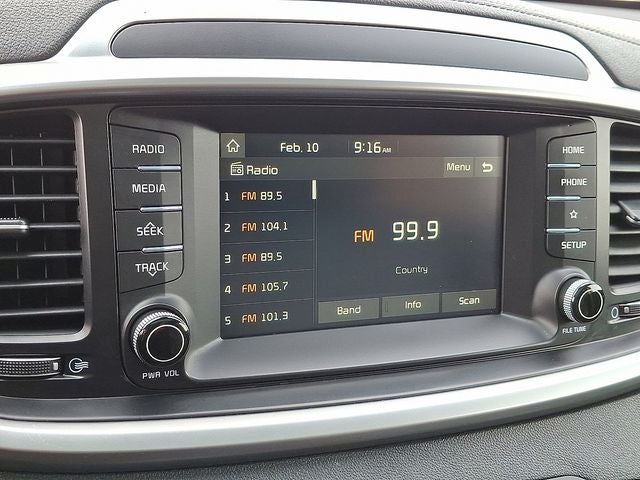 RADIO
MEDIA
SEEK
TRACK
PWR VOL
Feb. 10 9:16 AM
Radio Menu
1 FM 89.5
2 FM 104.1
3 FM 89.5
4 FM 105.7
5 FM 101.3
FM 99.9
Country
Band Info Scan
HOME
PHONE
SETUP
FILE TUNE